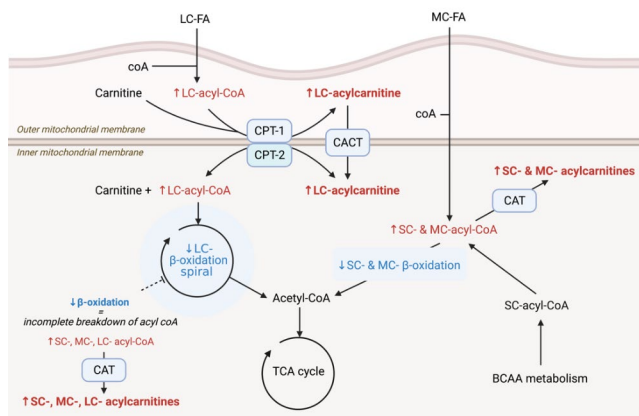 LC-FA
MC-FA
coA
↑LC-acyl-CoA
↑LC-acylcarnitine
Carnitine
coA
Outer mitochondrial membrane
CPT-1
CACT
Inner mitochondrial membrane
CPT-2
↑SC- & MC- acylcarnitines
Carnitine + ↑LC-acyl-CoA
↑LC-acylcarnitine
CAT
↑SC- & MC-acyl-CoA
↓LC-
β-oxidation
spiral
↓SC- & MC- β-oxidation
↓β-oxidation
=
incomplete breakdown of acyl coA
Acetyl-CoA
SC-acyl-CoA
↑SC-, MC-, LC- acyl-CoA
CAT
TCA cycle
BCAA metabolism
↑SC-, MC-, LC- acylcarnitines